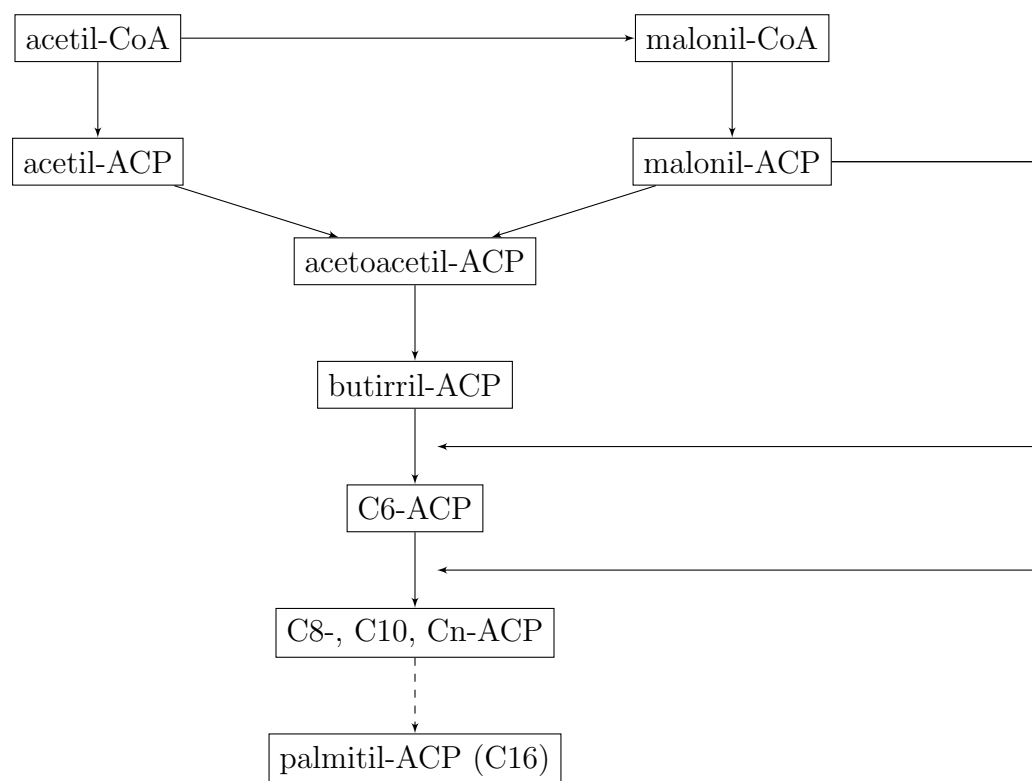 acetil-CoA
malonil-CoA
acetil-ACP
malonil-ACP
acetoacetil-ACP
butirril-ACP
C6-ACP
C8-, C10, Cn-ACP
palmitil-ACP (C16)